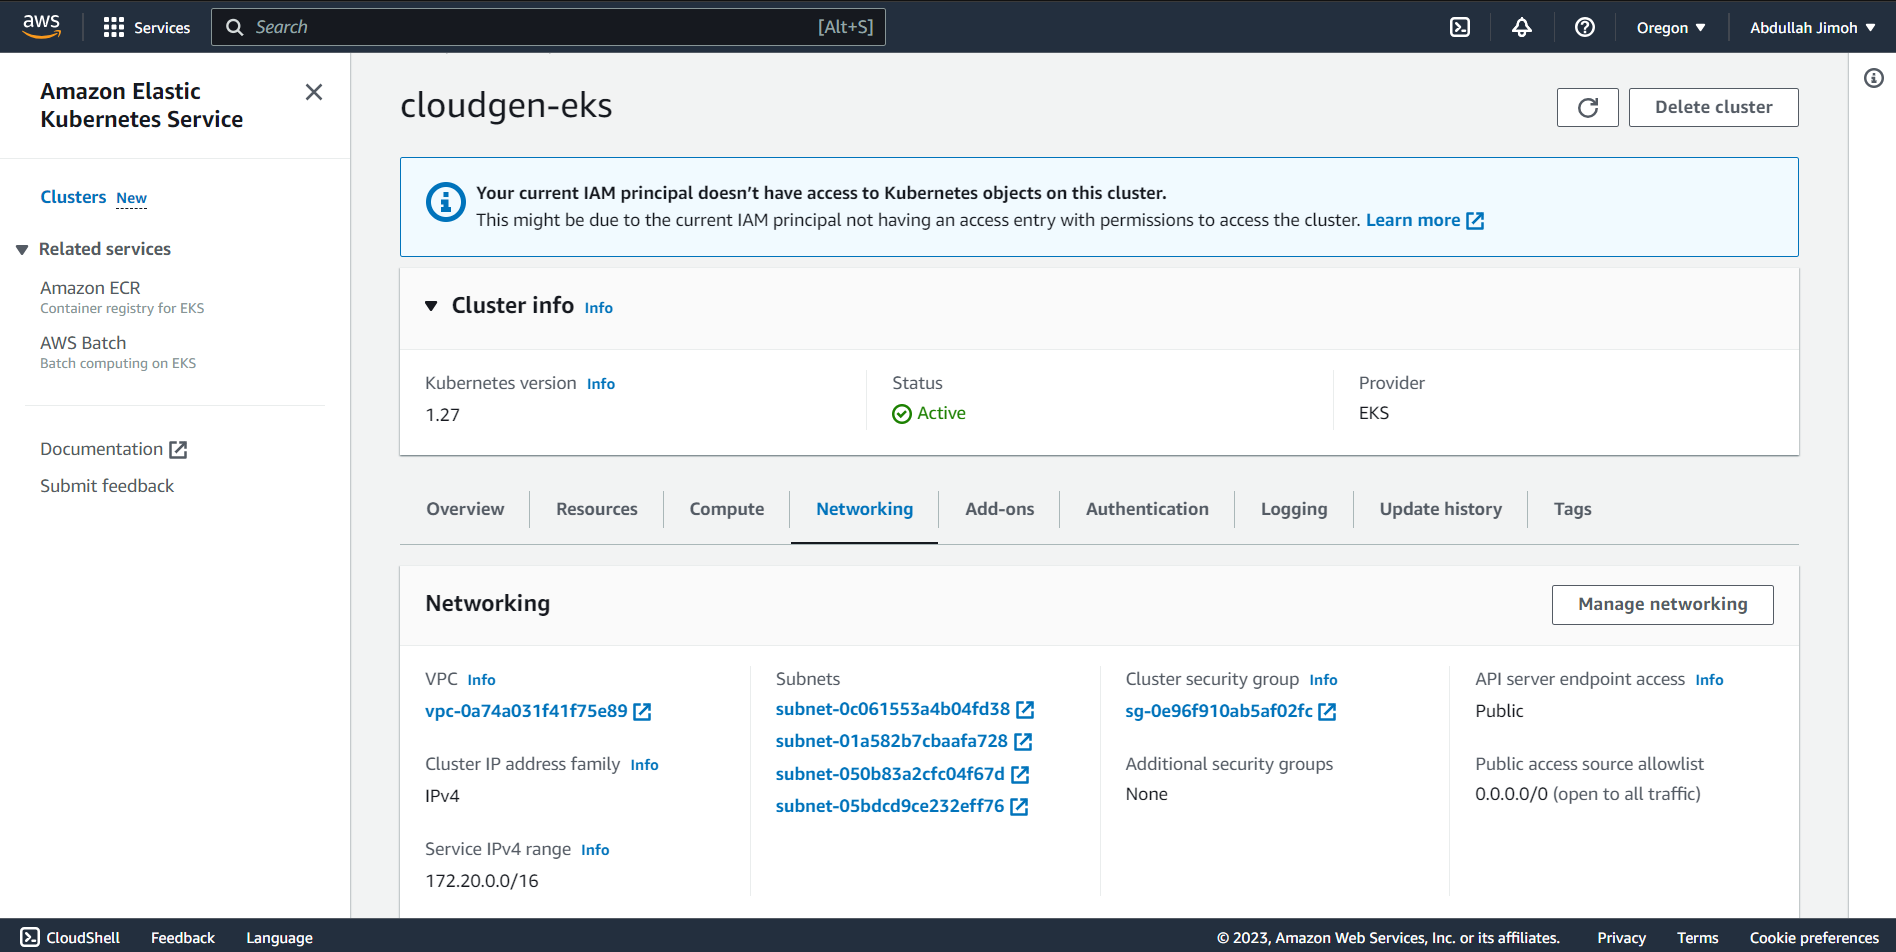 aws
Services
Search
[Alt+S]
Oregon ▼
Abdullah Jimoh ▼
Amazon Elastic
Kubernetes Service
Clusters New
Related services
Amazon ECR
Container registry for EKS
AWS Batch
Batch computing on EKS
Documentation
Submit feedback
cloudgen-eks
Delete cluster
Your current IAM principal doesn’t have access to Kubernetes objects on this cluster.
This might be due to the current IAM principal not having an access entry with permissions to access the cluster. Learn more
Cluster info Info
Kubernetes version Info
1.27
Status
Active
Provider
EKS
Overview
Resources
Compute
Networking
Add-ons
Authentication
Logging
Update history
Tags
Networking
Manage networking
VPC Info
vpc-0a74a031f41f75e89
Cluster IP address family Info
IPv4
Service IPv4 range Info
172.20.0.0/16
Subnets
subnet-0c061553a4b04fd38
subnet-01a582b7cbaafa728
subnet-050b83a2cfc04f67d
subnet-05bdcd9ce232eff76
Cluster security group Info
sg-0e96f910ab5af02fc
Additional security groups
None
API server endpoint access Info
Public
Public access source allowlist
0.0.0.0/0 (open to all traffic)
CloudShell
Feedback
Language
© 2023, Amazon Web Services, Inc. or its affiliates.
Privacy
Terms
Cookie preferences